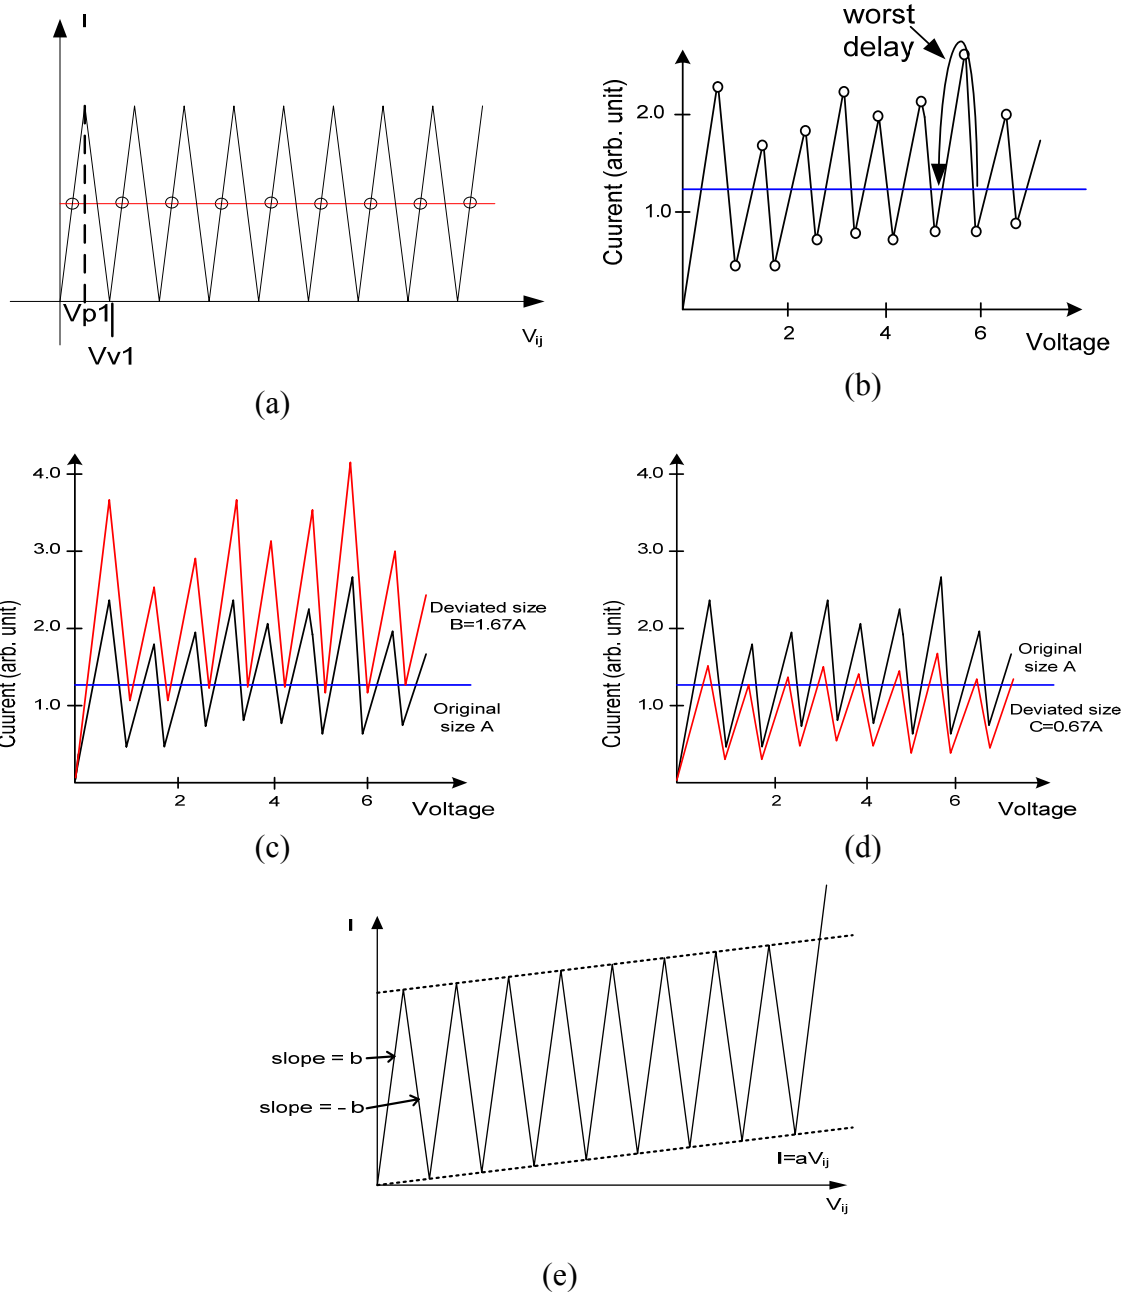 I
Vp1
Vv1
Vij
(a)
worst
delay
Cuurent (arb. unit)
2.0
1.0
2
4
6
Voltage
(b)
Cuurent (arb. unit)
4.0
3.0
2.0
1.0
2
4
6
Voltage
Deviated size
B=1.67A
Original
size A
(c)
Cuurent (arb. unit)
4.0
3.0
2.0
1.0
2
4
6
Voltage
Original
size A
Deviated size
C=0.67A
(d)
I
slope = b
slope = - b
I=aVij
Vij
(e)